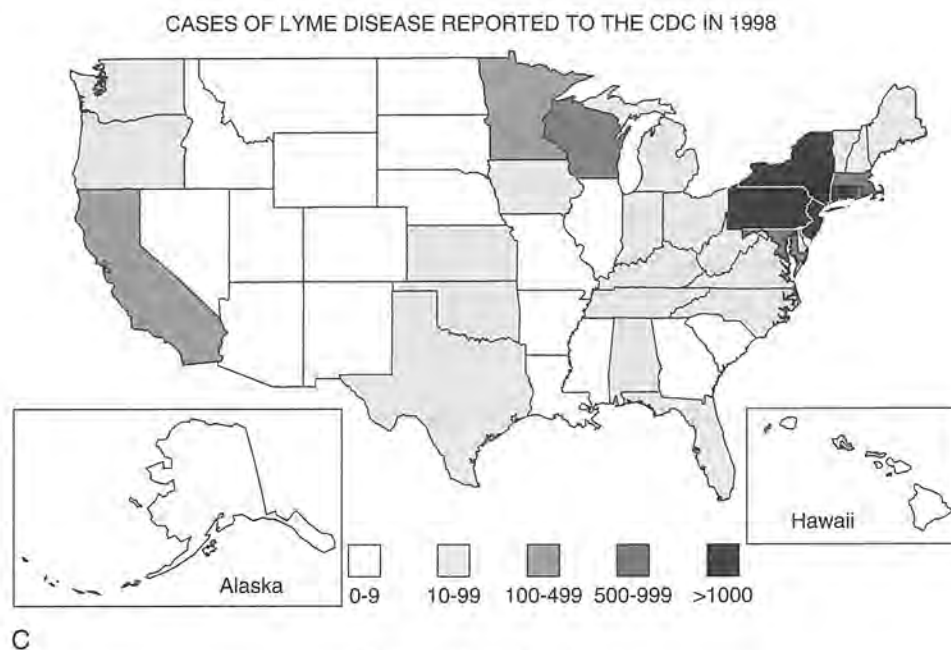 CASES OF LYME DISEASE REPORTED TO THE CDC IN 1998
Alaska
Hawaii
0-9 10-99 100-499 500-999 >1000
C